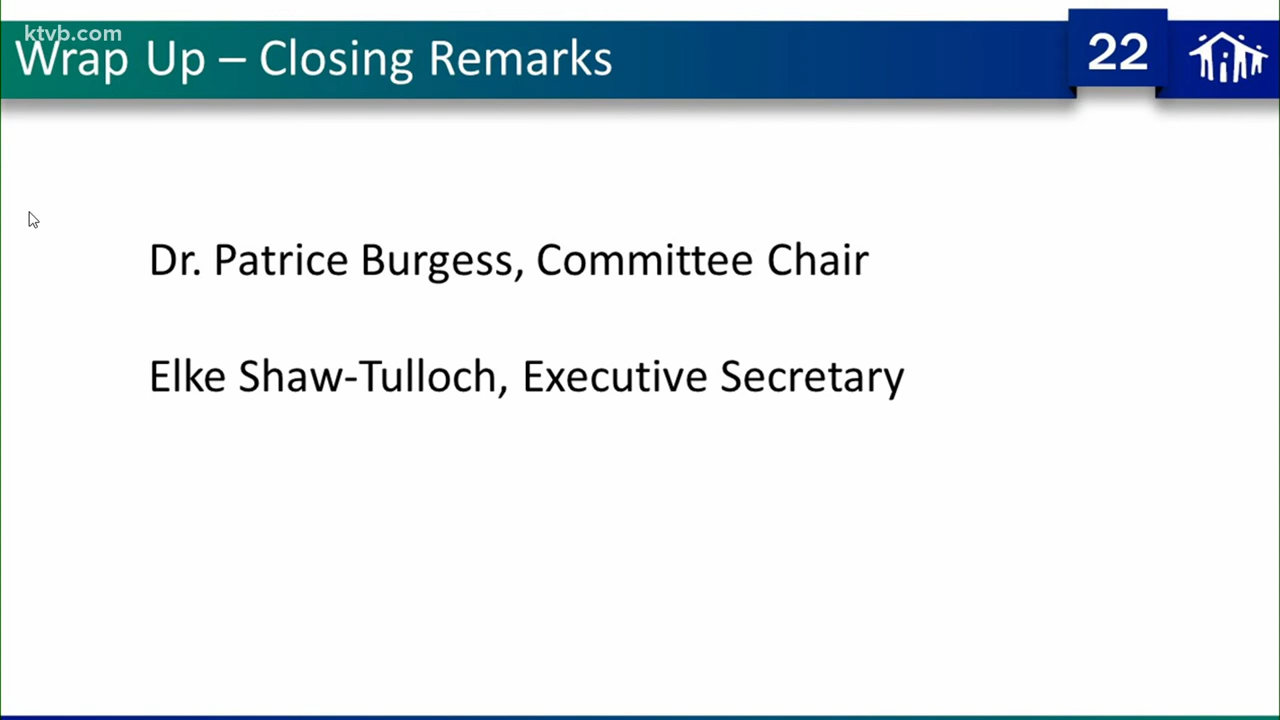 ktvb.com
Wrap Up – Closing Remarks
22
Dr. Patrice Burgess, Committee Chair
Elke Shaw-Tulloch, Executive Secretary